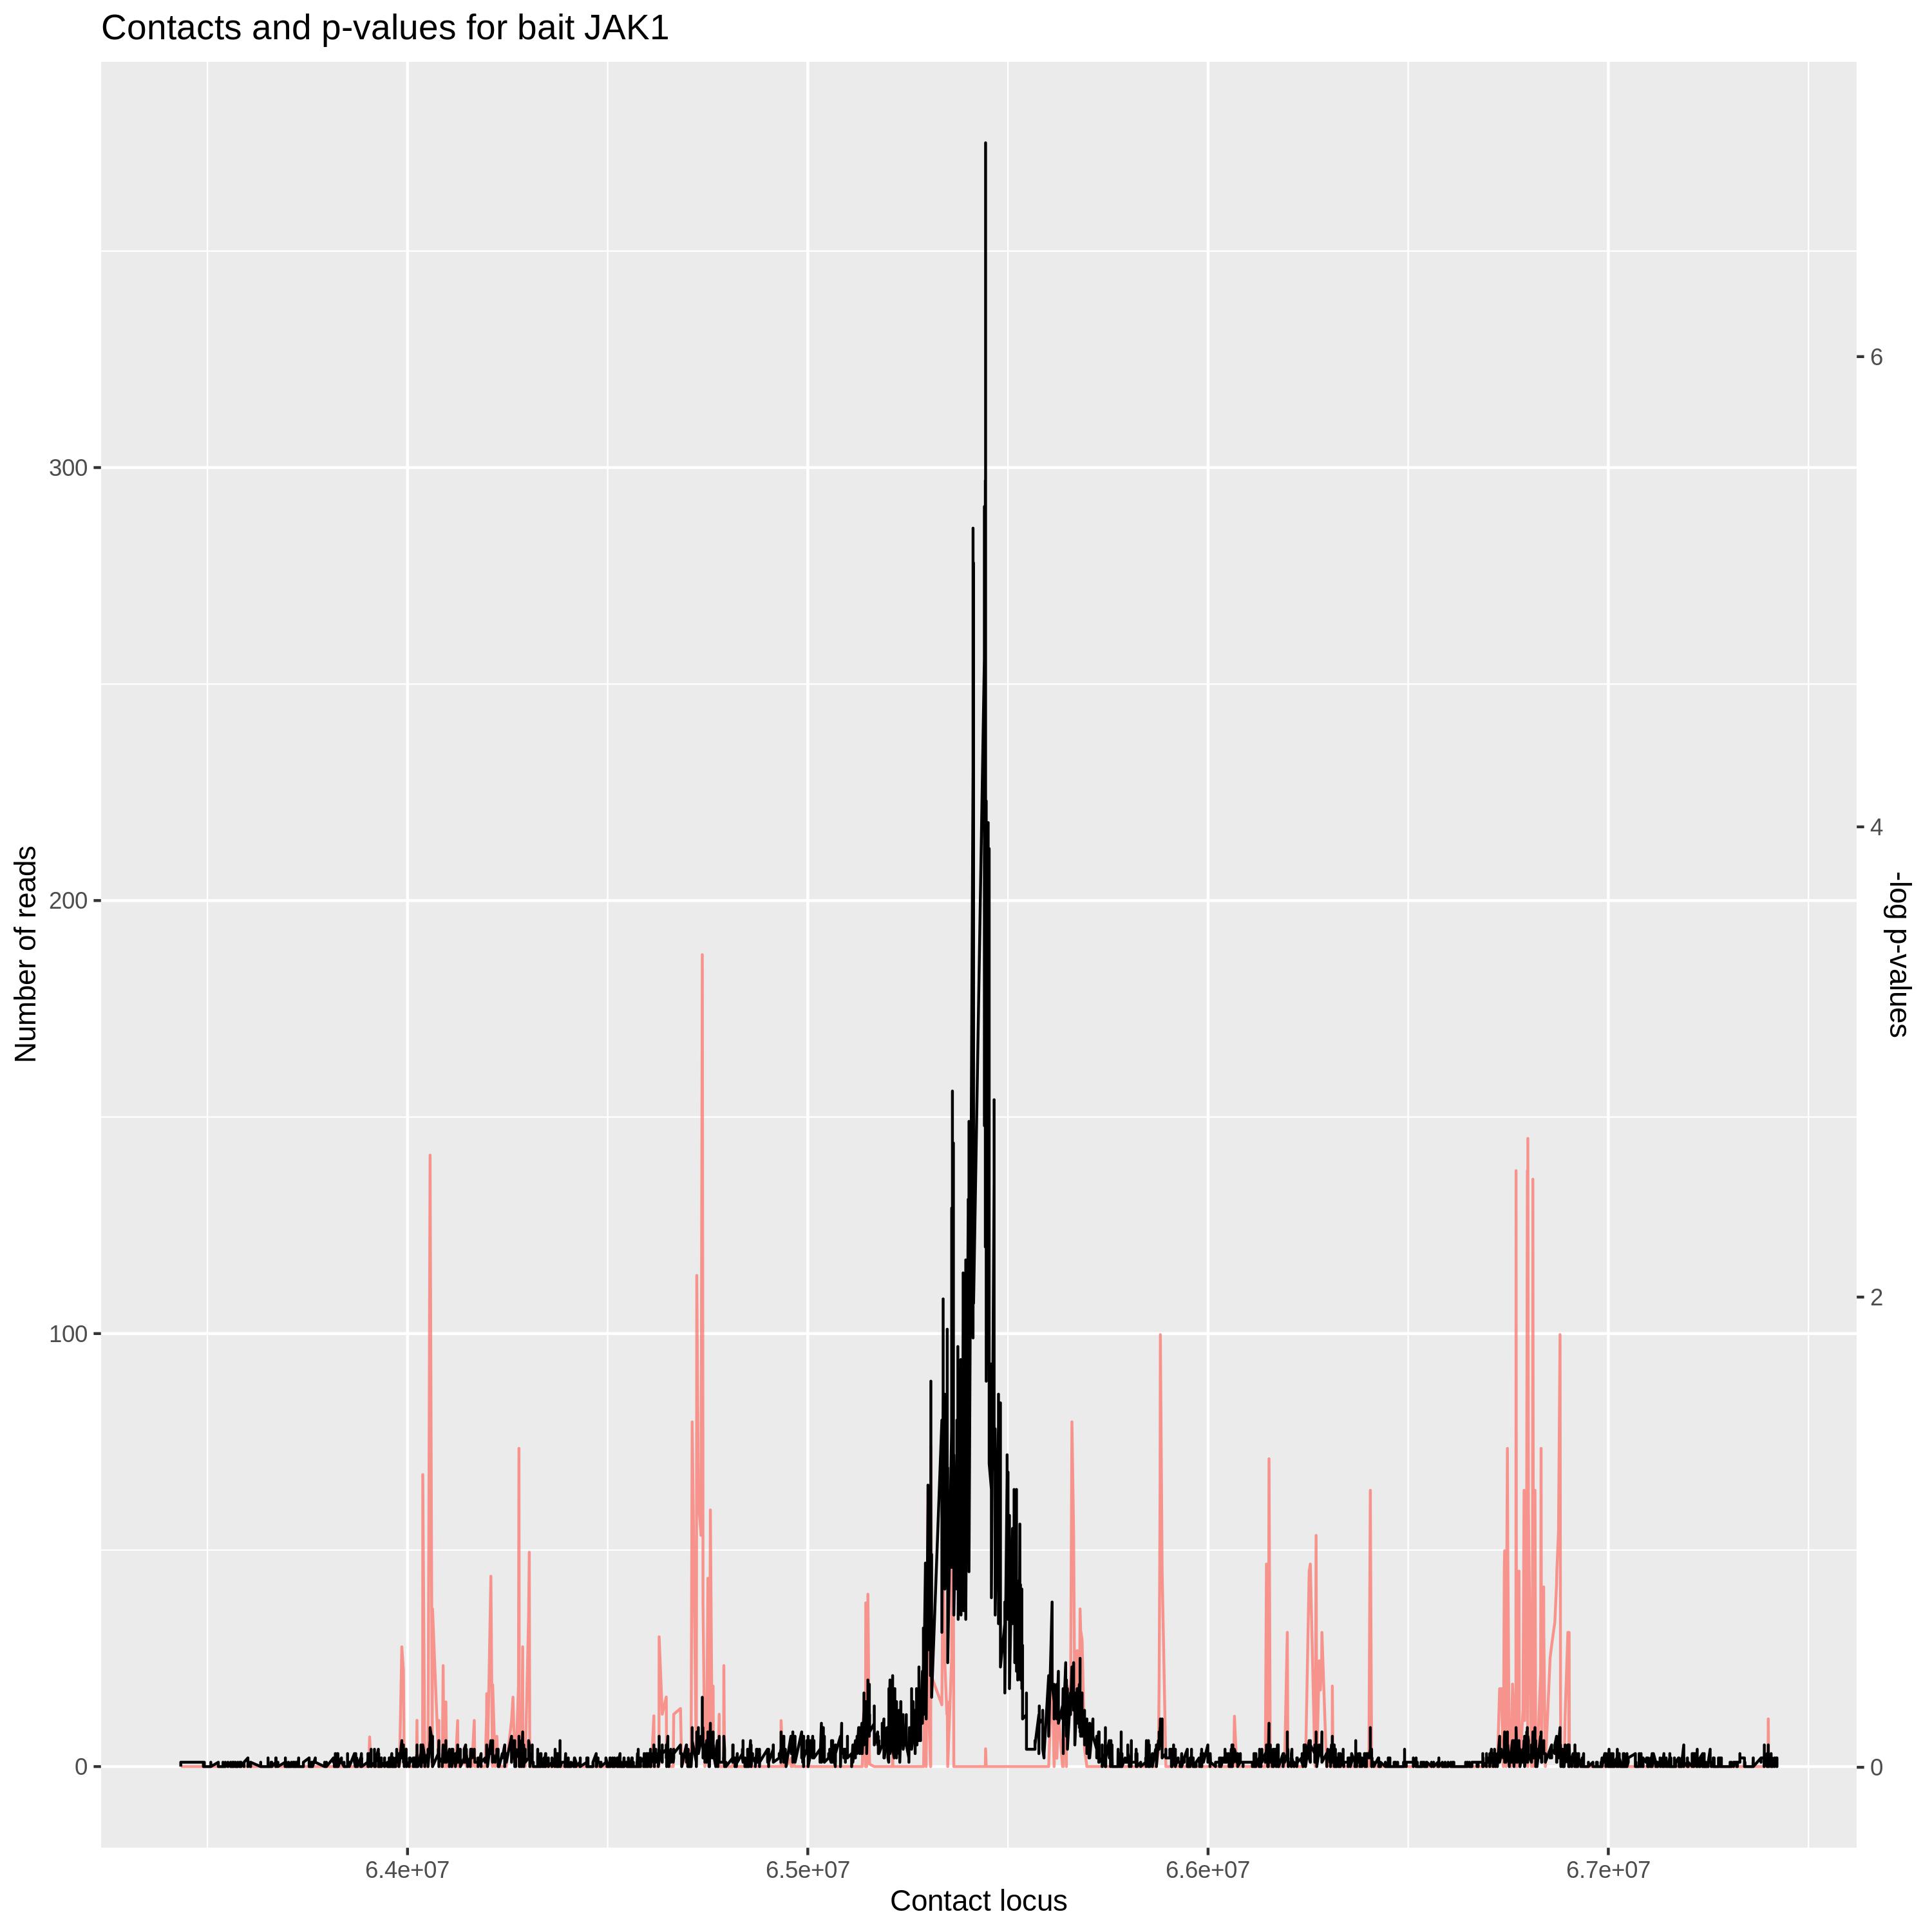 Contacts and p-values for bait JAK1
300
200
100
0
Number of reads
6
4
2
0
-log p-values
6.4e+07 6.5e+07 6.6e+07 6.7e+07
Contact locus